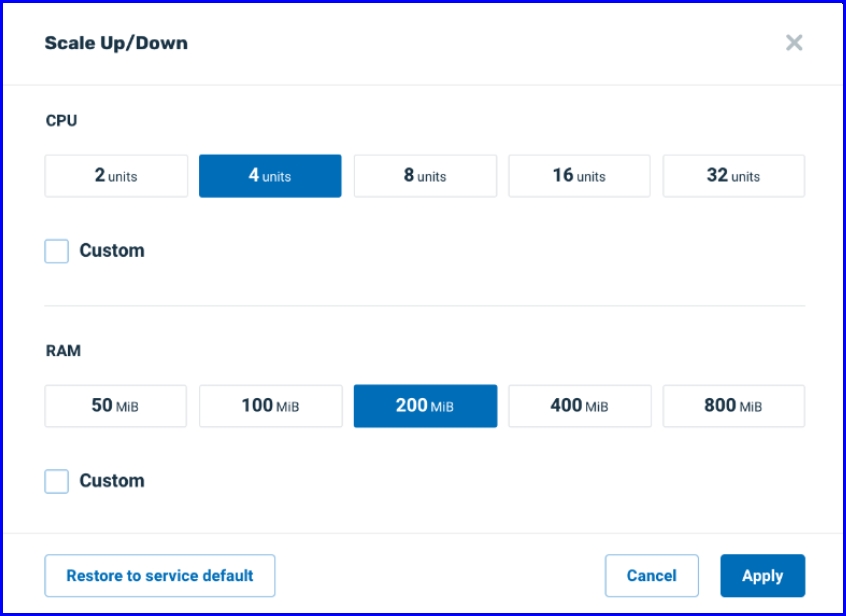 Scale Up/Down
CPU
2 units 4 units 8 units 16 units 32 units
Custom
RAM
50 MiB 100 MiB 200 MiB 400 MiB 800 MiB
Custom
Restore to service default Cancel Apply